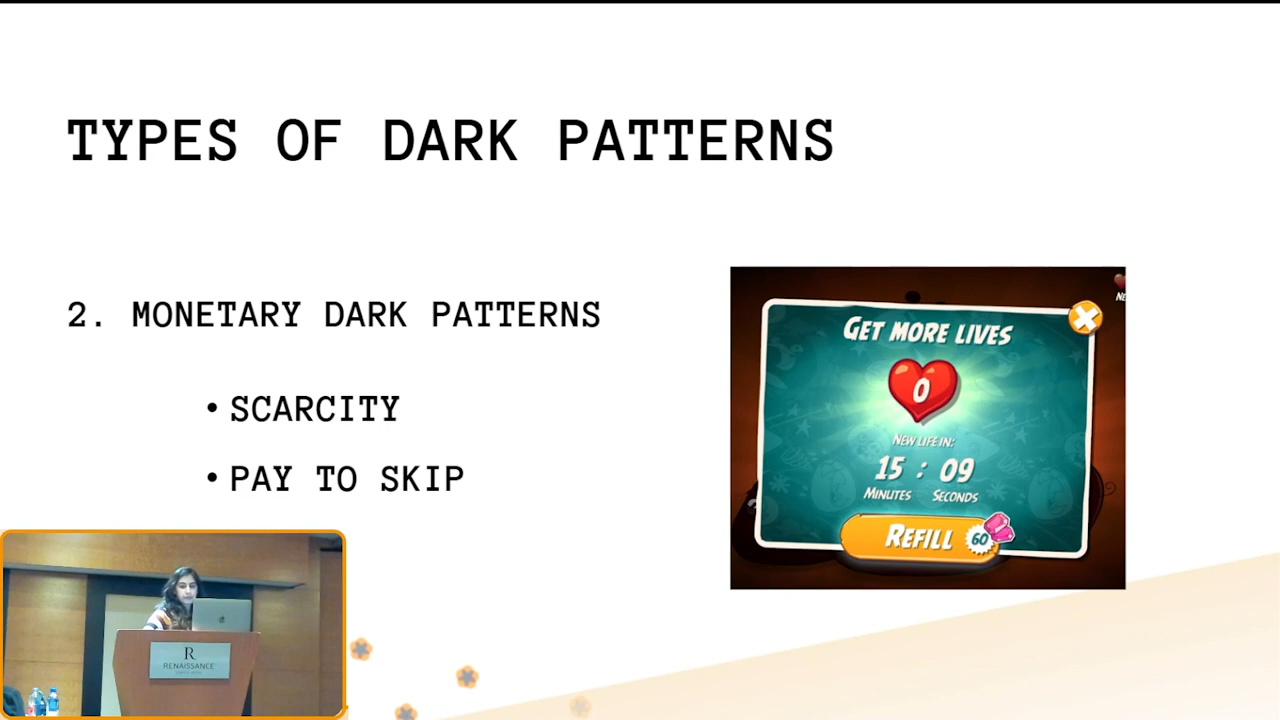 TYPES OF DARK PATTERNS
2. MONETARY DARK PATTERNS
• SCARCITY
• PAY TO SKIP
GET MORE LIVES
0
NEW LIFE IN:
15 : 09
MINUTES SECONDS
REFILL 60
R
RENAISSANCE